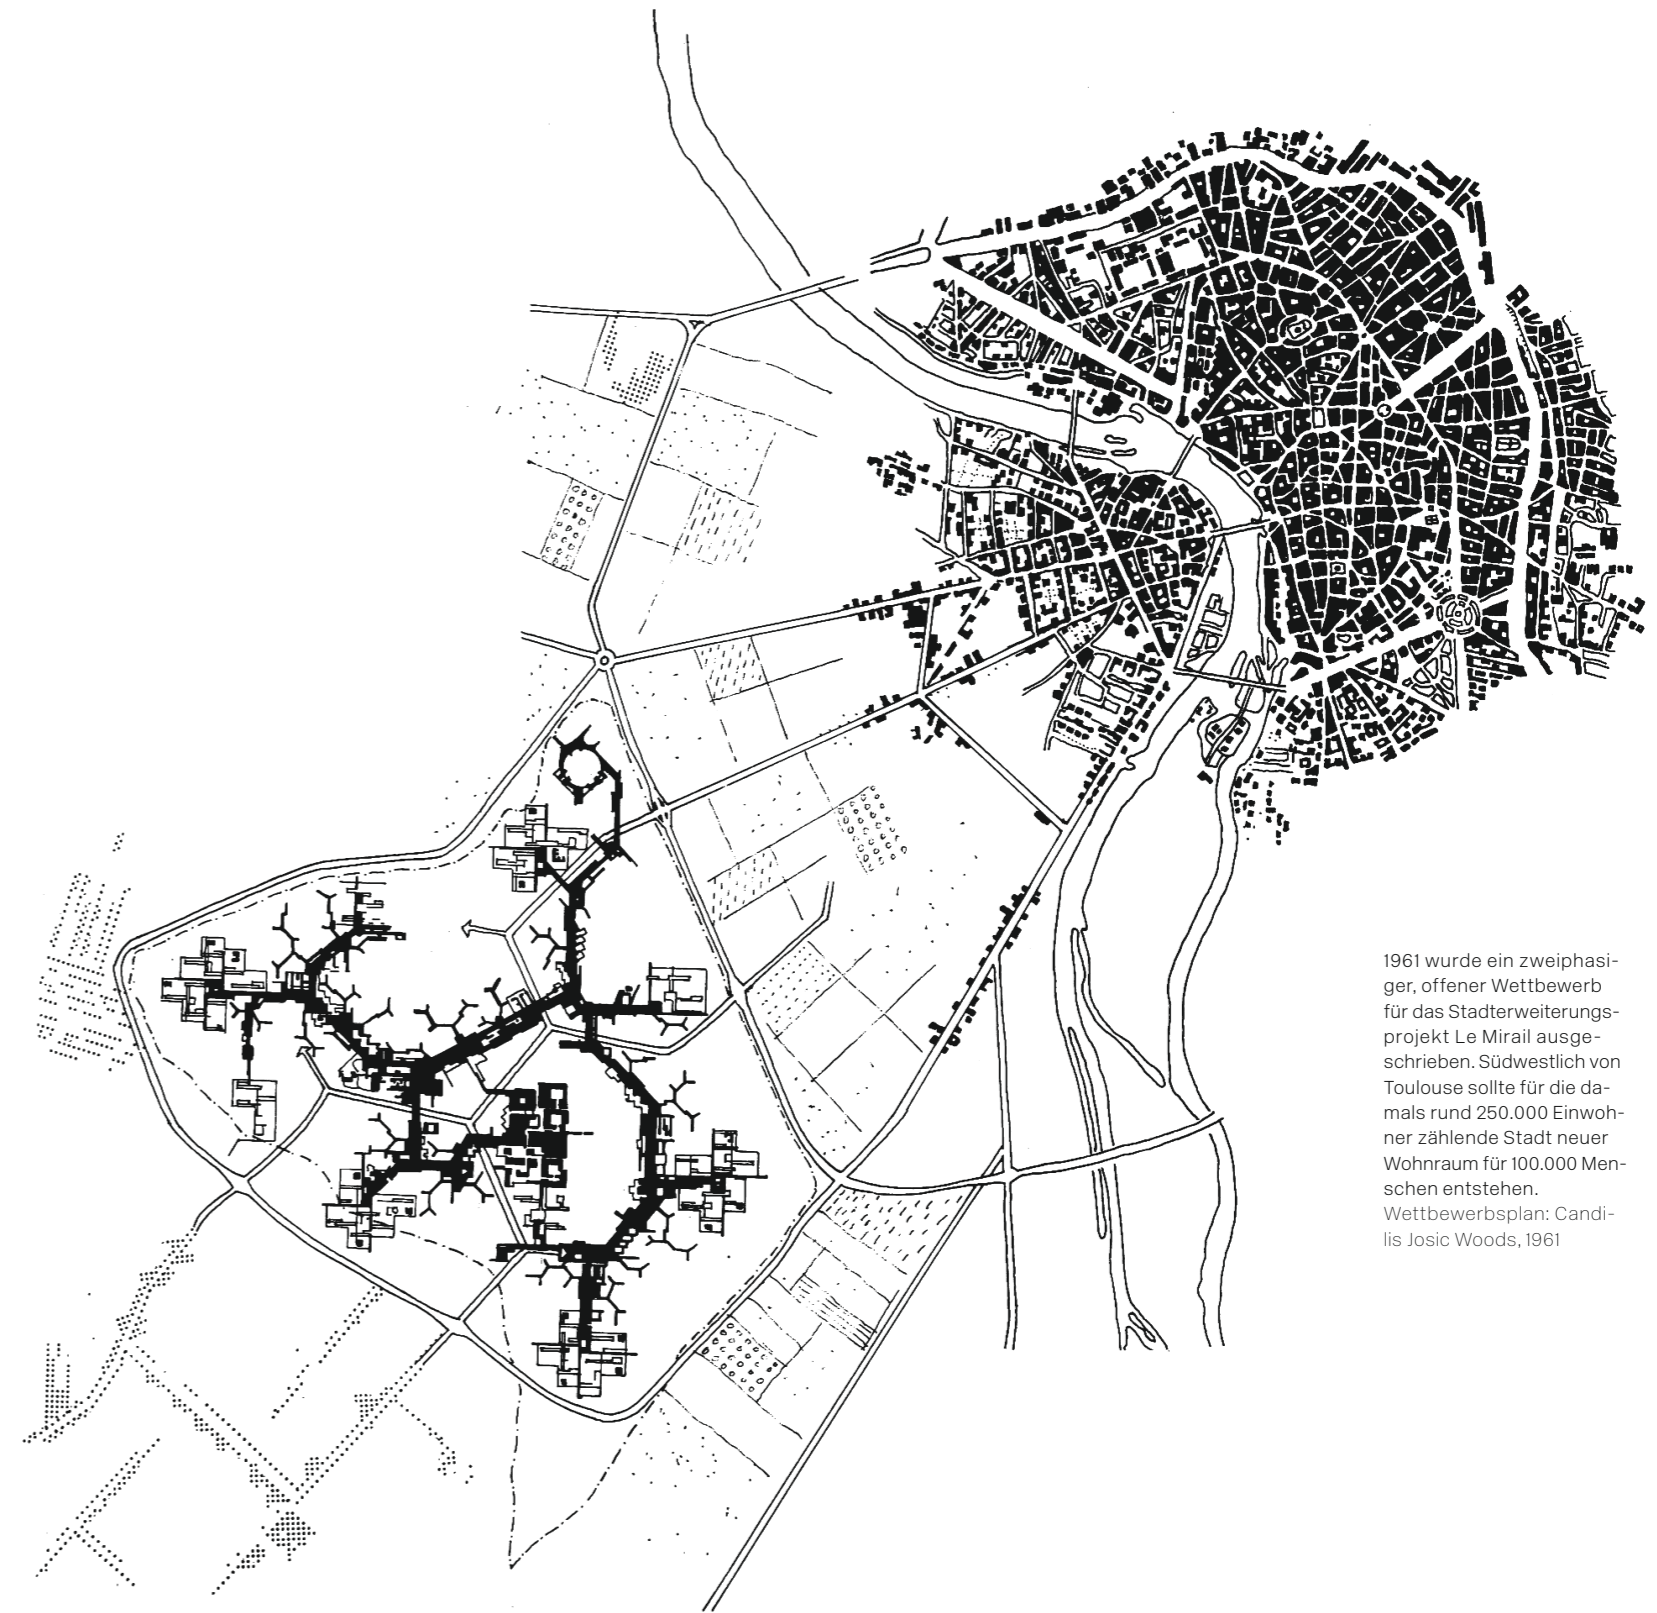 1961 wurde ein zweiphasi-
ger, offener Wettbewerb
für das Stadterweiterungs-
projekt Le Mirail ausge-
schrieben. Südwestlich von
Toulouse sollte für die da-
mals rund 250.000 Einwoh-
ner zählende Stadt neuer
Wohnraum für 100.000 Men-
schen entstehen.
Wettbewerbsplan: Candi-
lis Josic Woods, 1961